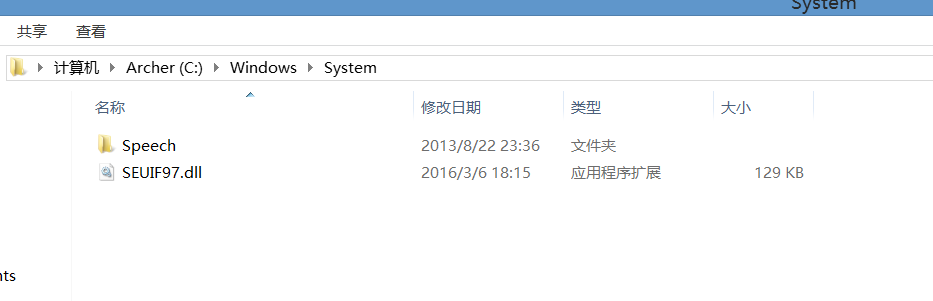 System
共享 查看
计算机 Archer (C:) Windows System
名称 修改日期 类型 大小
Speech 2013/8/22 23:36 文件夹
SEUIF97.dll 2016/3/6 18:15 应用程序扩展 129 KB
nts